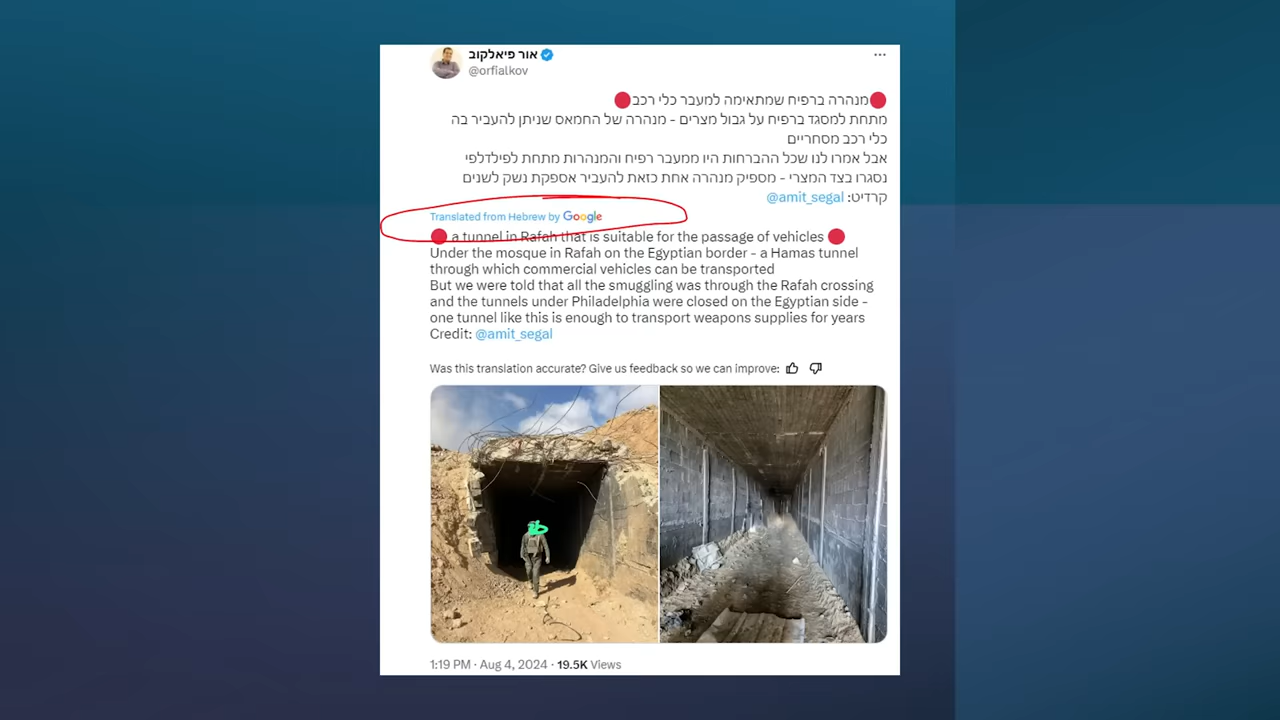 אור פיאלקוב
@orfialkov
🔴מנהרה ברפיח שמתאימה למעבר כלי רכב🔴
מתחת למסגד ברפיח על גבול מצרים - מנהרה של החמאס שניתן להעביר בה
כלי רכב מסחריים
אבל אמרו לנו שכל ההברחות היו ממעבר רפיח והמנהרות מתחת לפילדלפי
נסגרו בצד המצרי - מספיק מנהרה אחת כזאת להעביר אספקת נשק לשנים
קרדיט: @amit_segal
Translated from Hebrew by Google
🔴 a tunnel in Rafah that is suitable for the passage of vehicles 🔴
Under the mosque in Rafah on the Egyptian border - a Hamas tunnel
through which commercial vehicles can be transported
But we were told that all the smuggling was through the Rafah crossing
and the tunnels under Philadelphia were closed on the Egyptian side -
one tunnel like this is enough to transport weapons supplies for years
Credit: @amit_segal
Was this translation accurate? Give us feedback so we can improve:
1:19 PM · Aug 4, 2024 · 19.5K Views